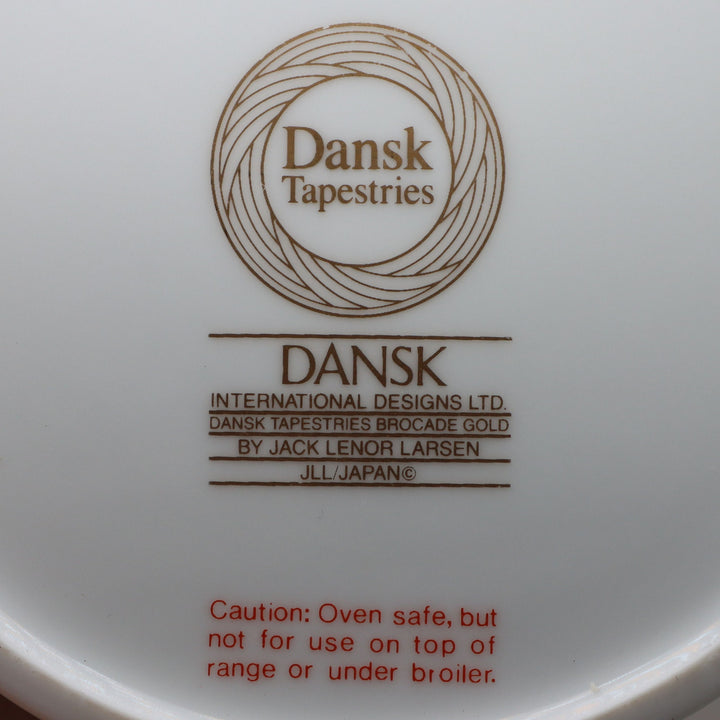 Dansk
Tapestries
DANSK
INTERNATIONAL DESIGNS LTD.
DANSK TAPESTRIES BROCADE GOLD
BY JACK LENOR LARSEN
JLL/JAPAN©
Caution: Oven safe, but
not for use on top of
range or under broiler.